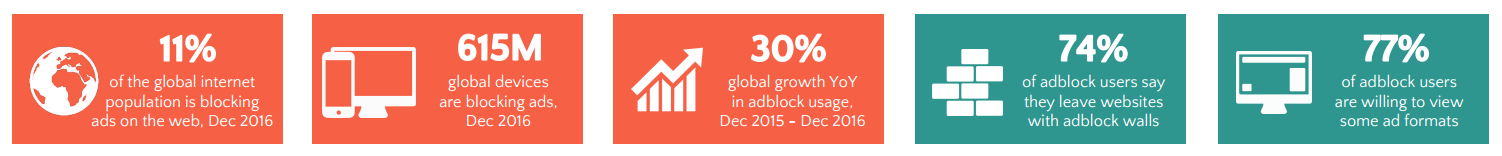 11%
of the global internet
population is blocking
ads on the web, Dec 2016
615M
global devices
are blocking ads,
Dec 2016
30%
global growth YoY
in adblock usage,
Dec 2015 - Dec 2016
74%
of adblock users say
they leave websites
with adblock walls
77%
of adblock users
are willing to view
some ad formats